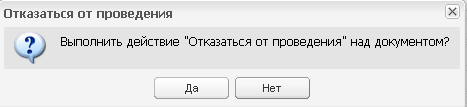 Отказаться от проведения
Выполнить действие "Отказаться от проведения" над документом?
Да
Нет